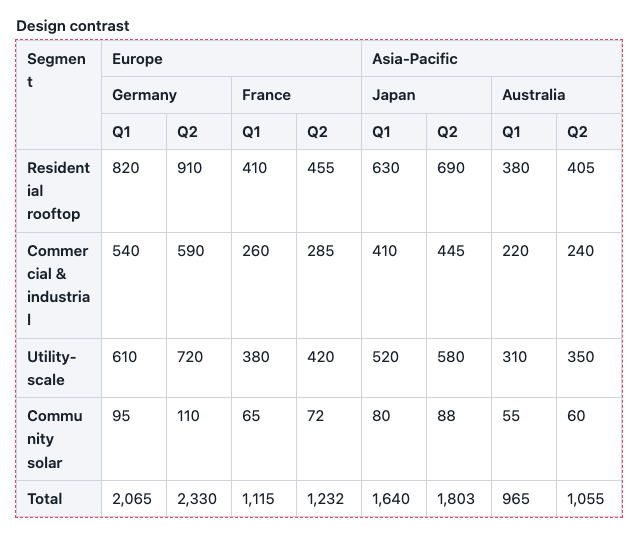 Design contrast
Segmen
t
Europe
Asia-Pacific
Germany
France
Japan
Australia
Q1 Q2 Q1 Q2 Q1 Q2 Q1 Q2
Resident
ial
rooftop
820 910 410 455 630 690 380 405
Commer
cial &
industria
l
540 590 260 285 410 445 220 240
Utility-
scale
610 720 380 420 520 580 310 350
Commu
nity
solar
95 110 65 72 80 88 55 60
Total 2,065 2,330 1,115 1,232 1,640 1,803 965 1,055